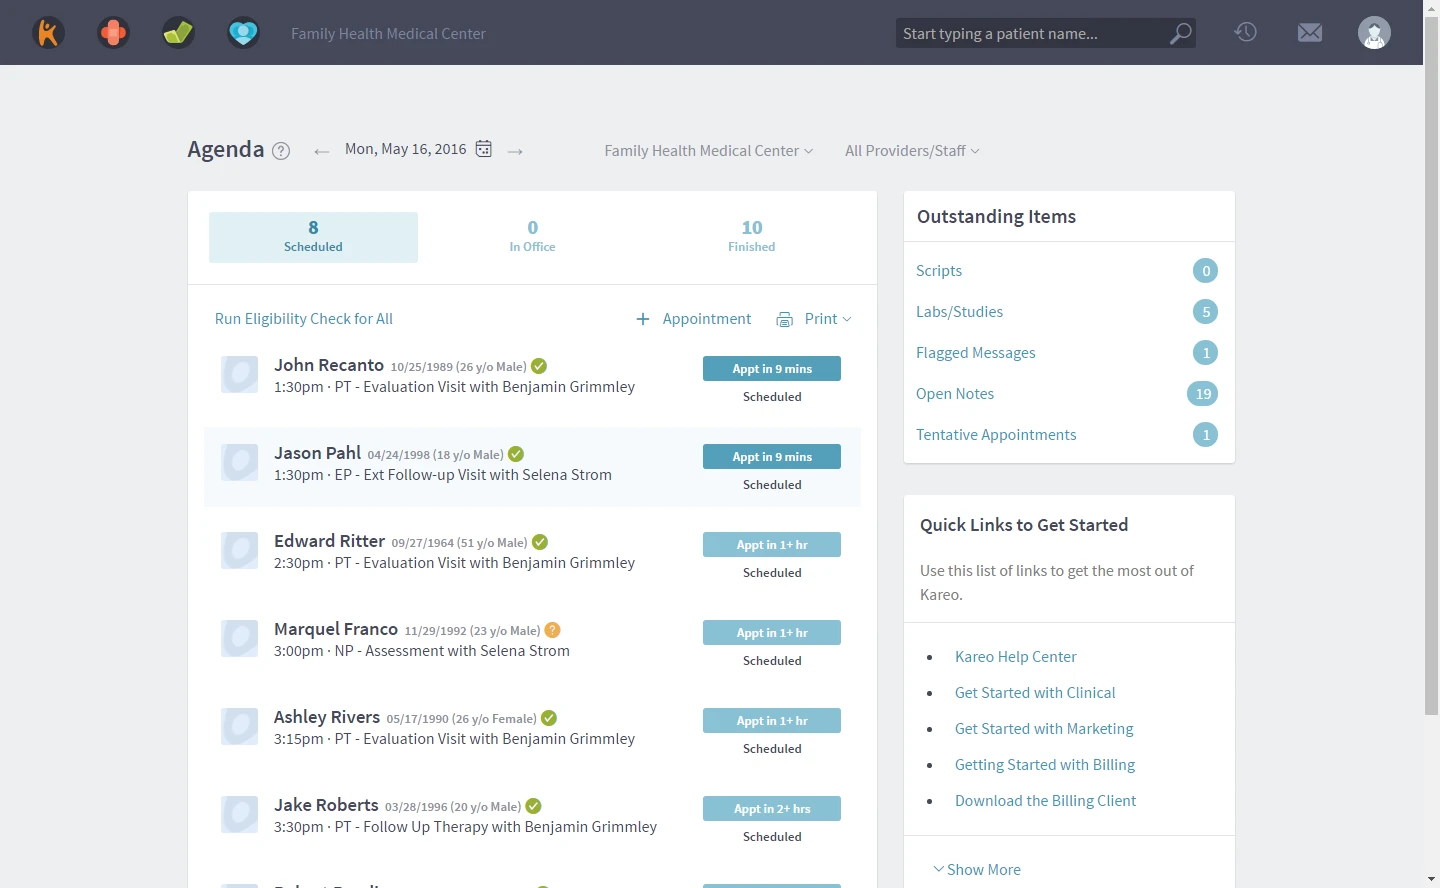 Family Health Medical Center
Start typing a patient name...
Agenda ?
← Mon, May 16, 2016 →
Family Health Medical Center
All Providers/Staff
8
Scheduled
0
In Office
10
Finished
Run Eligibility Check for All
+ Appointment
Print
John Recanto 10/25/1989 (26 y/o Male)
1:30pm · PT - Evaluation Visit with Benjamin Grimmley
Appt in 9 mins
Scheduled
Jason Pahl 04/24/1998 (18 y/o Male)
1:30pm · EP - Ext Follow-up Visit with Selena Strom
Appt in 9 mins
Scheduled
Edward Ritter 09/27/1964 (51 y/o Male)
2:30pm · PT - Evaluation Visit with Benjamin Grimmley
Appt in 1+ hr
Scheduled
Marquel Franco 11/29/1992 (23 y/o Male) ?
3:00pm · NP - Assessment with Selena Strom
Appt in 1+ hr
Scheduled
Ashley Rivers 05/17/1990 (26 y/o Female)
3:15pm · PT - Evaluation Visit with Benjamin Grimmley
Appt in 1+ hr
Scheduled
Jake Roberts 03/28/1996 (20 y/o Male)
3:30pm · PT - Follow Up Therapy with Benjamin Grimmley
Appt in 2+ hrs
Scheduled
Outstanding Items
Scripts 0
Labs/Studies 5
Flagged Messages 1
Open Notes 19
Tentative Appointments 1
Quick Links to Get Started
Use this list of links to get the most out of
Kareo.
• Kareo Help Center
• Get Started with Clinical
• Get Started with Marketing
• Getting Started with Billing
• Download the Billing Client
Show More